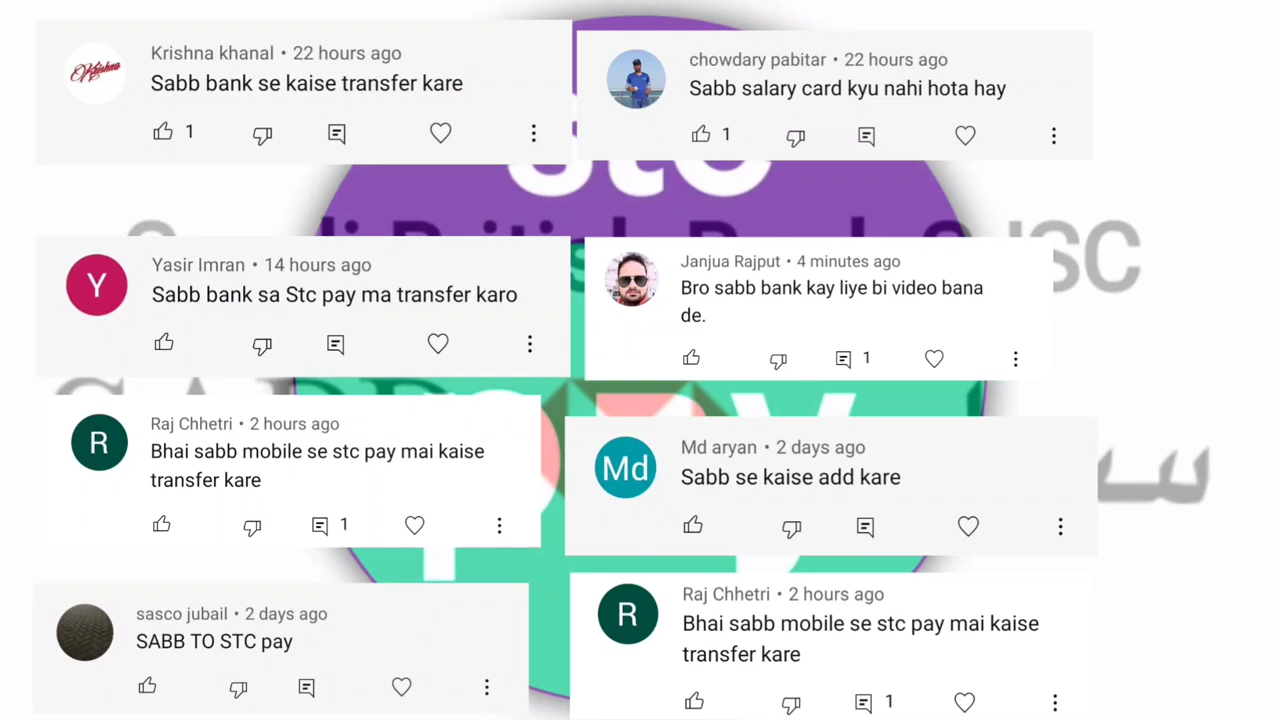 Krishna khanal • 22 hours ago
Sabb bank se kaise transfer kare
1
chowdary pabitar • 22 hours ago
Sabb salary card kyu nahi hota hay
1
stc
Yasir Imran • 14 hours ago
Sabb bank sa Stc pay ma transfer karo
Janjua Rajput • 4 minutes ago
Bro sabb bank kay liye bi video bana
de.
1
JSC
Raj Chhetri • 2 hours ago
Bhai sabb mobile se stc pay mai kaise
transfer kare
1
Md
Md aryan • 2 days ago
Sabb se kaise add kare
sasco jubail • 2 days ago
SABB TO STC pay
R
Raj Chhetri • 2 hours ago
Bhai sabb mobile se stc pay mai kaise
transfer kare
1